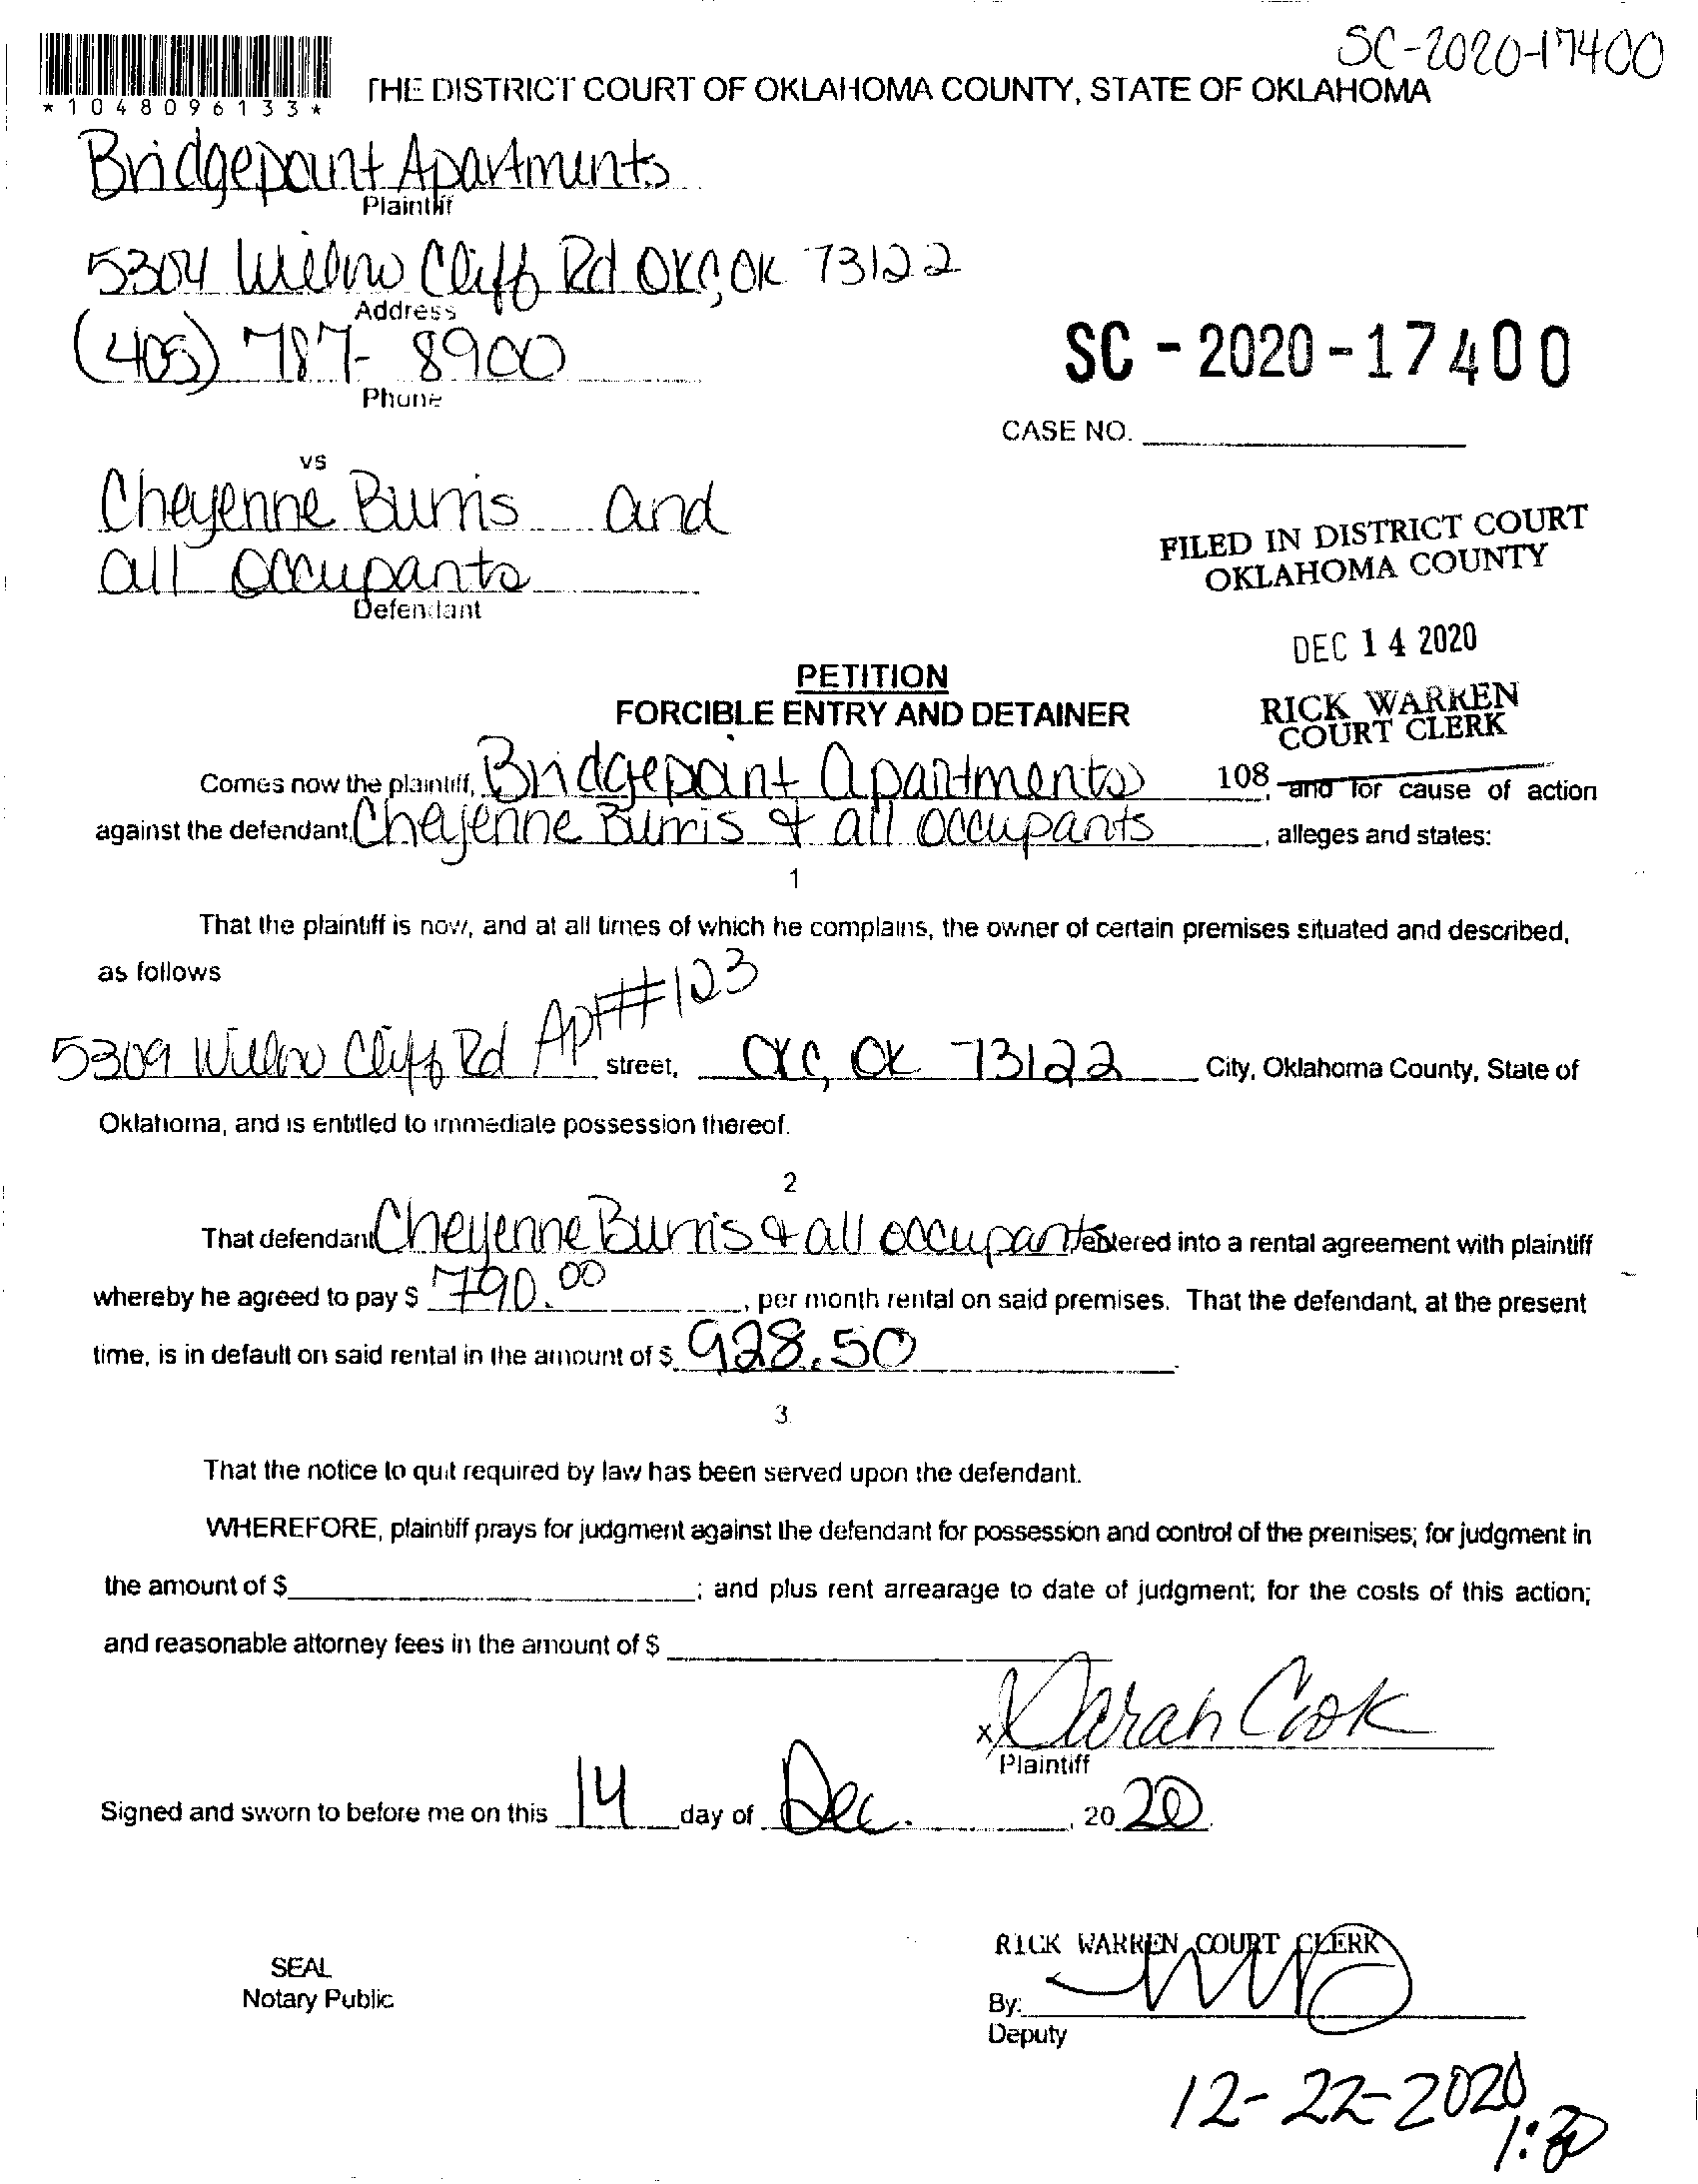 SC-2020-17400
*1048096133*
THE DISTRICT COURT OF OKLAHOMA COUNTY, STATE OF OKLAHOMA
Bridgepoint Apartments
Plaintiff
5304 Willow Cliff Rd OKC, OK 73122
Address
(405) 787-8900
Phone
SC-2020-17400
CASE NO.
vs
Cheyenne Burris and
all occupants
Defendant
FILED IN DISTRICT COURT
OKLAHOMA COUNTY
DEC 14 2020
RICK WARREN
COURT CLERK
108
PETITION
FORCIBLE ENTRY AND DETAINER
Comes now the plaintiff, Bridgepoint Apartments, and for cause of action
against the defendant, Cheyenne Burris & all occupants, alleges and states:
1
That the plaintiff is now, and at all times of which he complains, the owner of certain premises situated and described,
as follows
5309 Willow Cliff Rd Apt#123 street, OKC, OK 73122 City, Oklahoma County, State of
Oklahoma, and is entitled to immediate possession thereof.
2
That defendant Cheyenne Burris & all occupants entered into a rental agreement with plaintiff
whereby he agreed to pay $ 790.00, per month rental on said premises. That the defendant, at the present
time, is in default on said rental in the amount of $ 928.50.
3
That the notice to quit required by law has been served upon the defendant.
WHEREFORE, plaintiff prays for judgment against the defendant for possession and control of the premises; for judgment in
the amount of $ ; and plus rent arrearage to date of judgment; for the costs of this action;
and reasonable attorney fees in the amount of $
x Sarah Cook
Plaintiff
Signed and sworn to before me on this 14 day of Dec., 2020.
SEAL
Notary Public
RICK WARREN COURT CLERK
By:
Deputy
12-22-2020